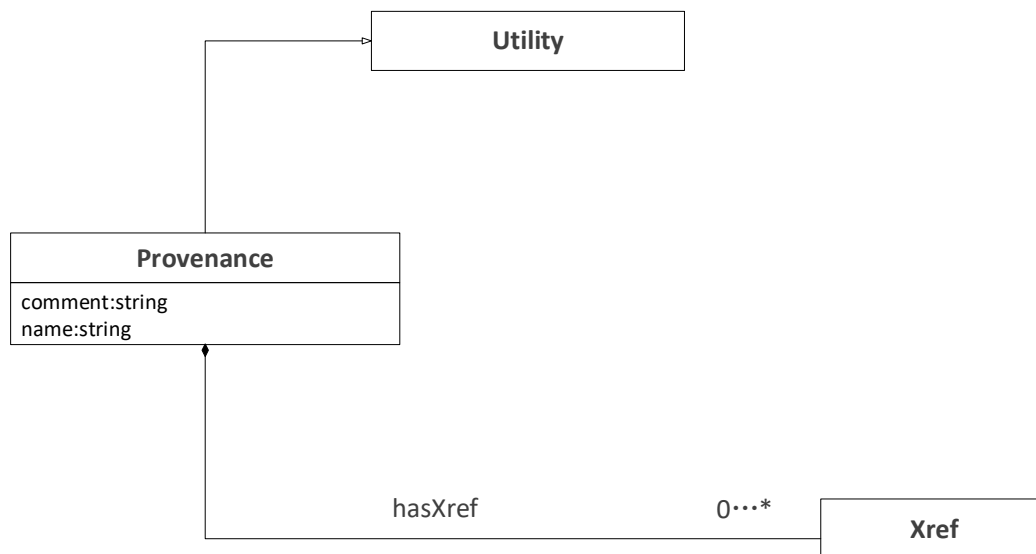 Utility
Provenance
comment:string
name:string
hasXref
0···*
Xref